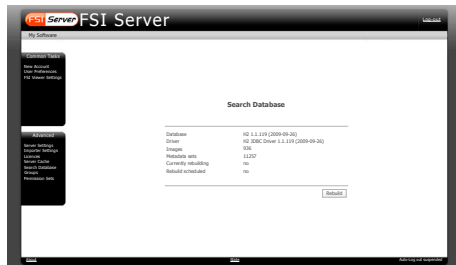 FSI Server FSI Server
Log-out
My Software
Common Tasks
New Account
User Preferences
FSI Viewer Settings
Search Database
Advanced
Server Settings
Importer Settings
Licences
Server Cache
Search Database
Groups
Permission Sets
Database H2 1.1.119 (2009-09-26)
Driver H2 JDBC Driver 1.1.119 (2009-09-26)
Images 936
Metadata sets 11257
Currently rebuilding no
Rebuild scheduled no
Rebuild
About
Auto-Log out suspended